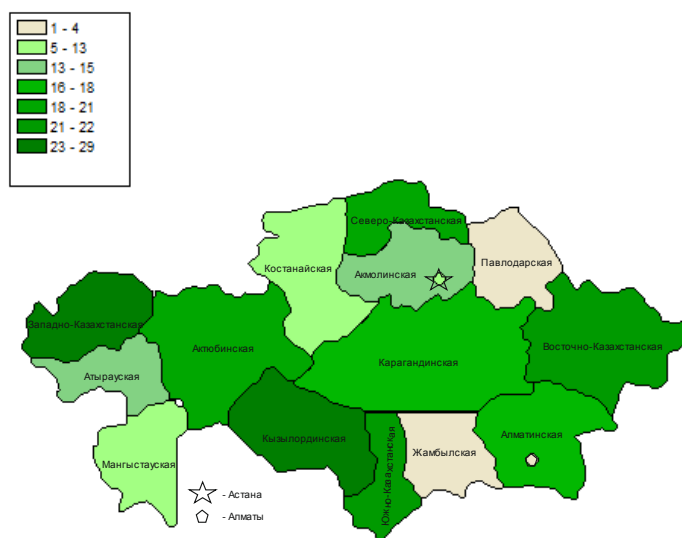 1 - 4
5 - 13
13 - 15
16 - 18
18 - 21
21 - 22
23 - 29
Северо-Казахстанская
Костанайская
Акмолинская
Павлодарская
Западно-Казахстанская
Актюбинская
Восточно-Казахстанская
Карагандинская
Атырауская
Кызылординская
Южно-Казахстанская
Жамбылская
Алматинская
Мангыстауская
- Астана
- Алматы